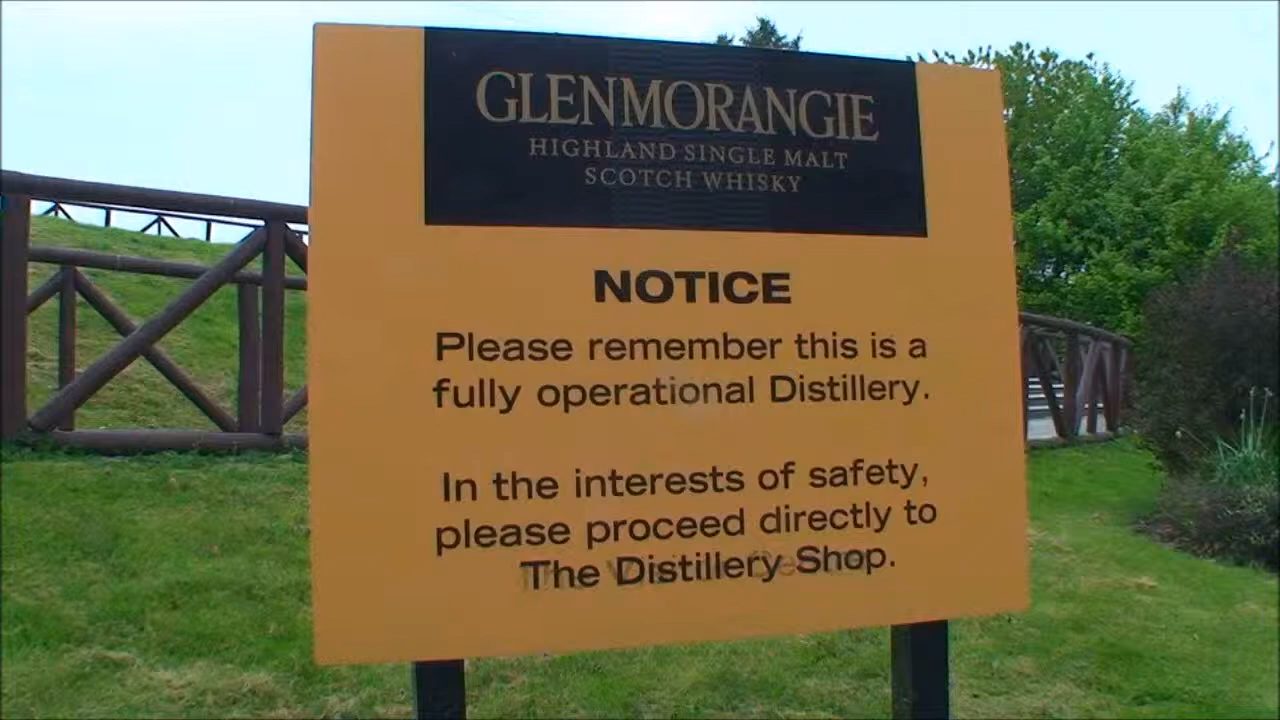 GLENMORANGIE
HIGHLAND SINGLE MALT
SCOTCH WHISKY
NOTICE
Please remember this is a
fully operational Distillery.
In the interests of safety,
please proceed directly to
The Distillery Shop.